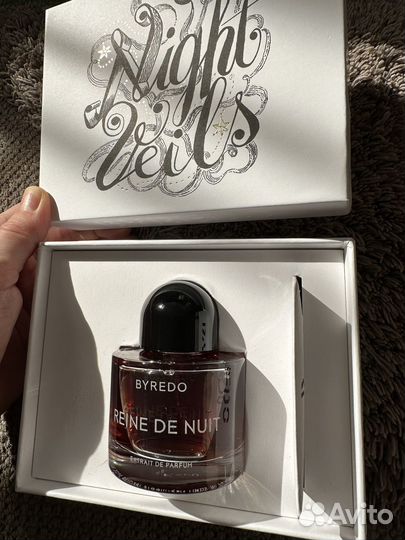 Night
Veils
BYREDO
REINE DE NUIT
EXTRAIT DE PARFUM
Avito